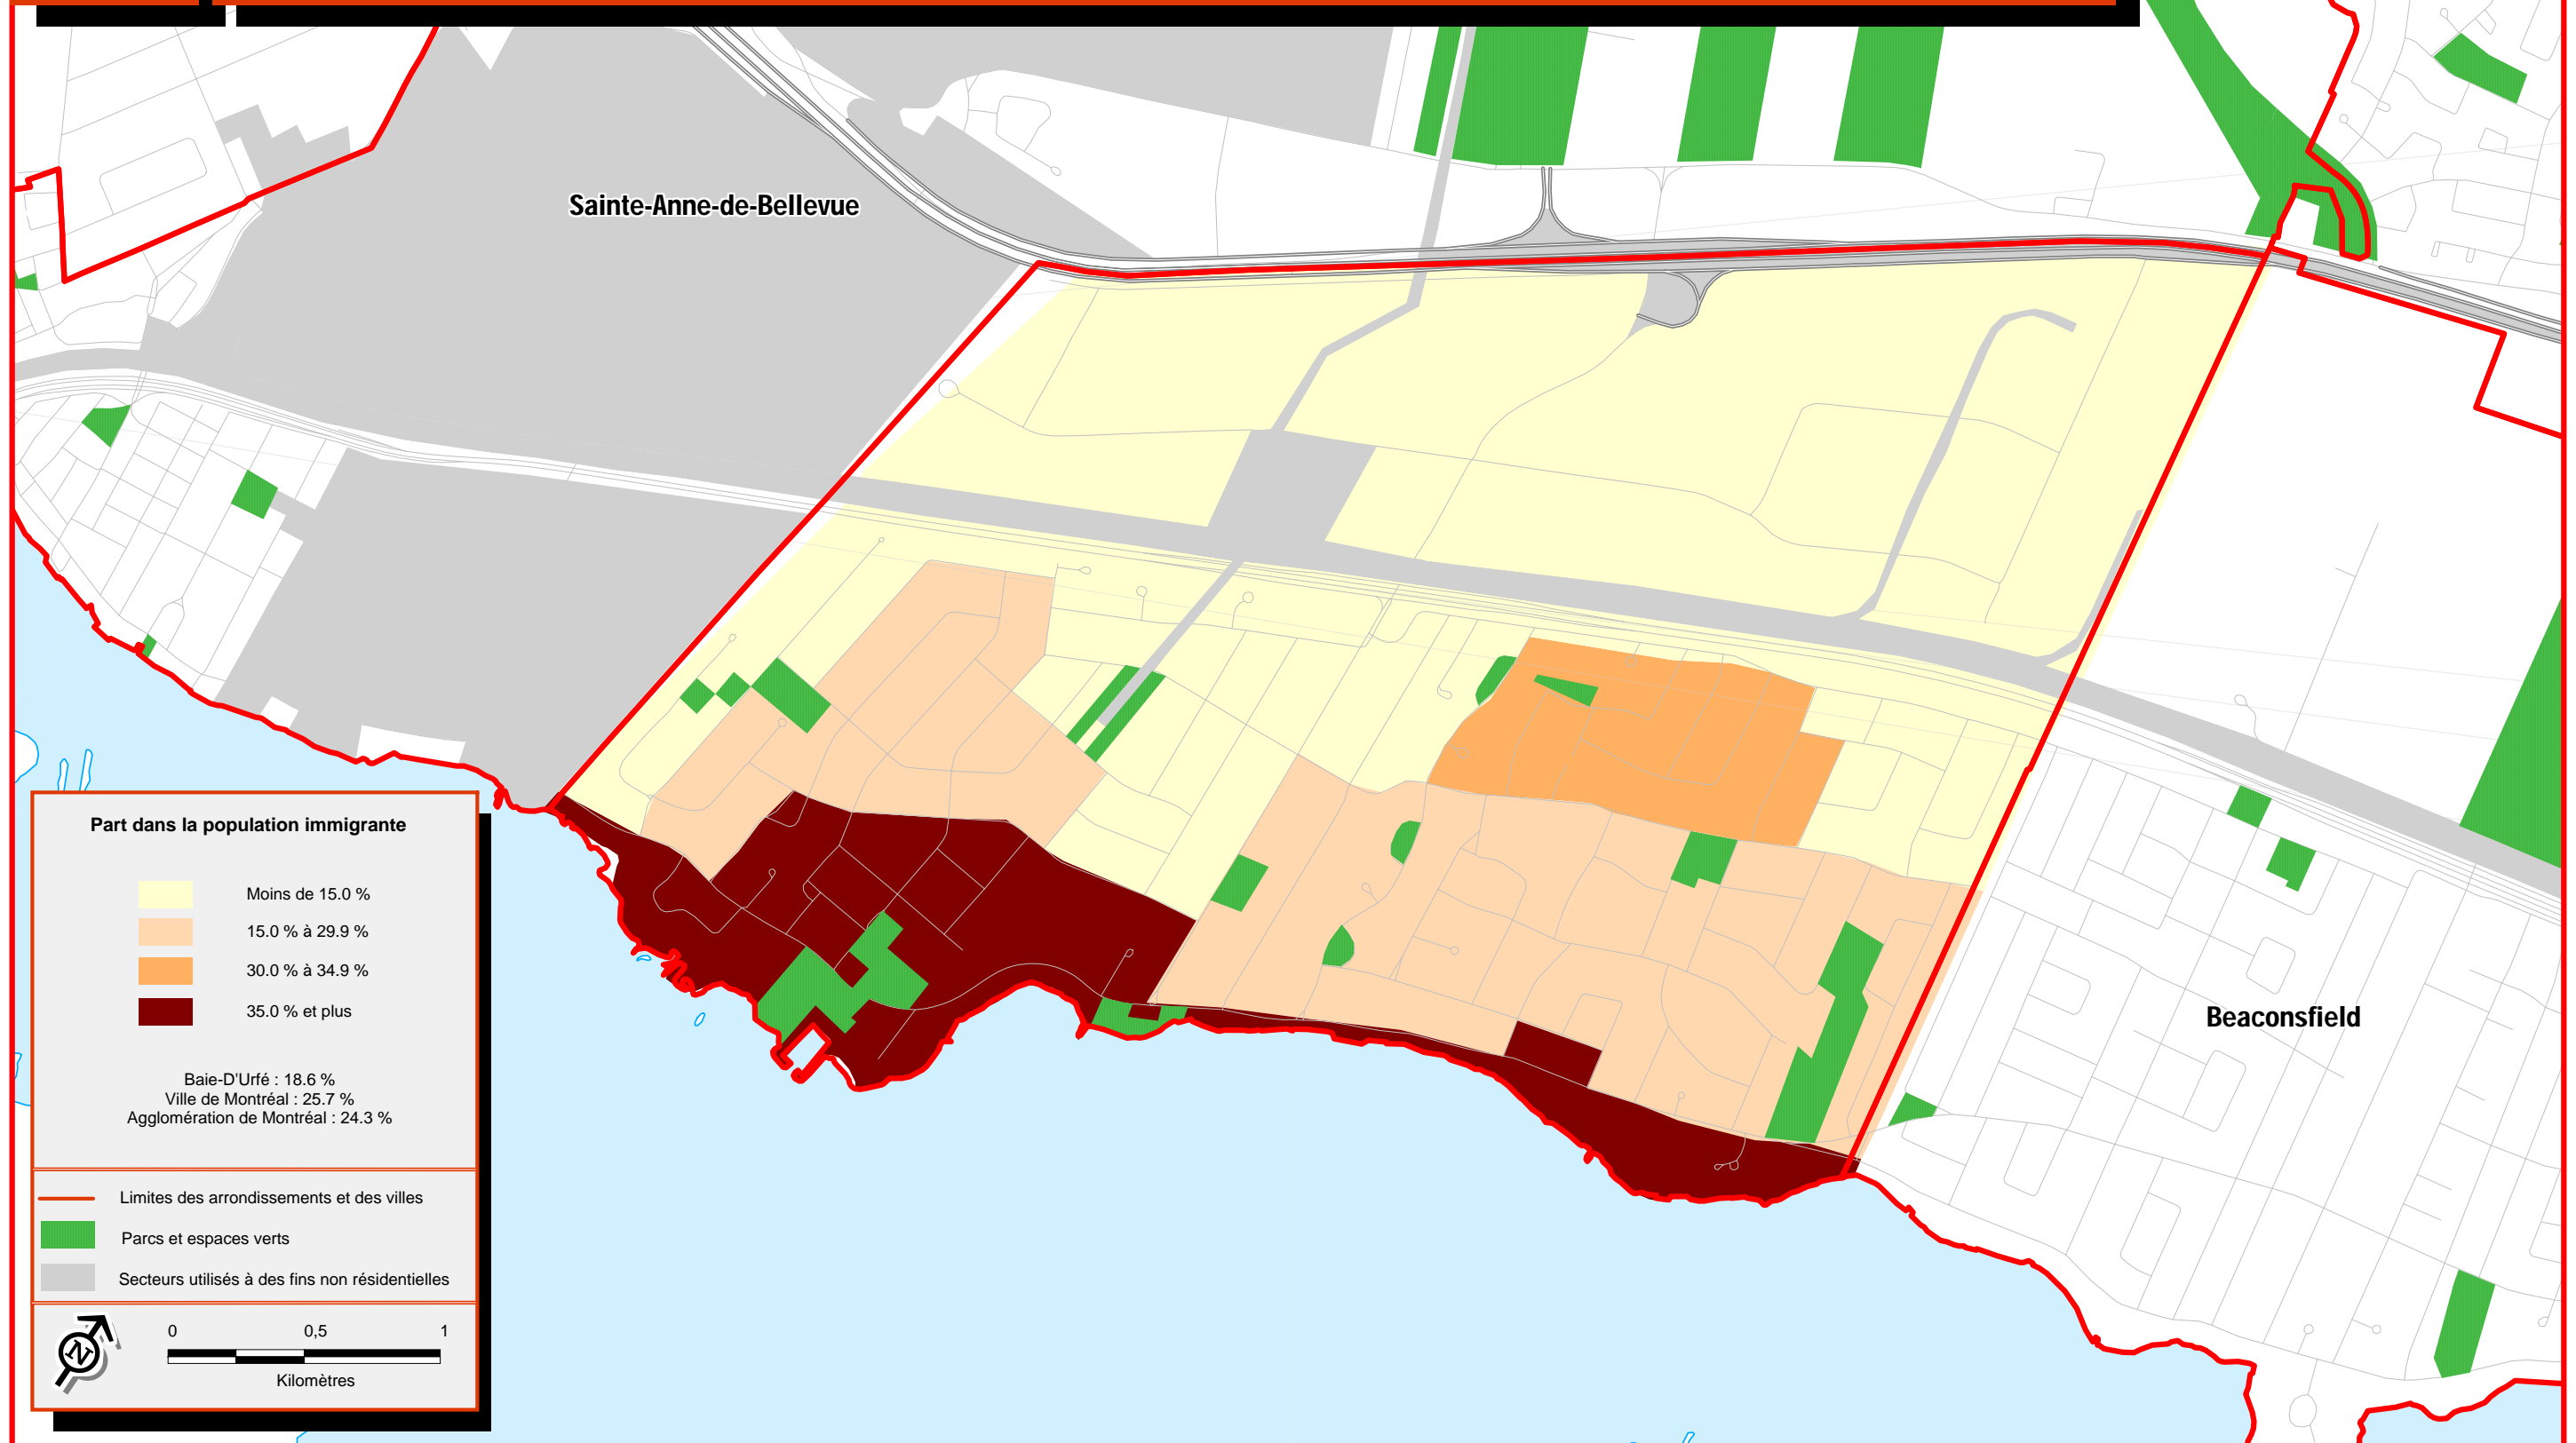 Sainte-Anne-de-Bellevue
Beaconsfield
Part dans la population immigrante
Moins de 15.0 %
15.0 % à 29.9 %
30.0 % à 34.9 %
35.0 % et plus
Baie-D'Urfé : 18.6 %
Ville de Montréal : 25.7 %
Agglomération de Montréal : 24.3 %
Limites des arrondissements et des villes
Parcs et espaces verts
Secteurs utilisés à des fins non résidentielles
N
0 0,5 1
Kilomètres